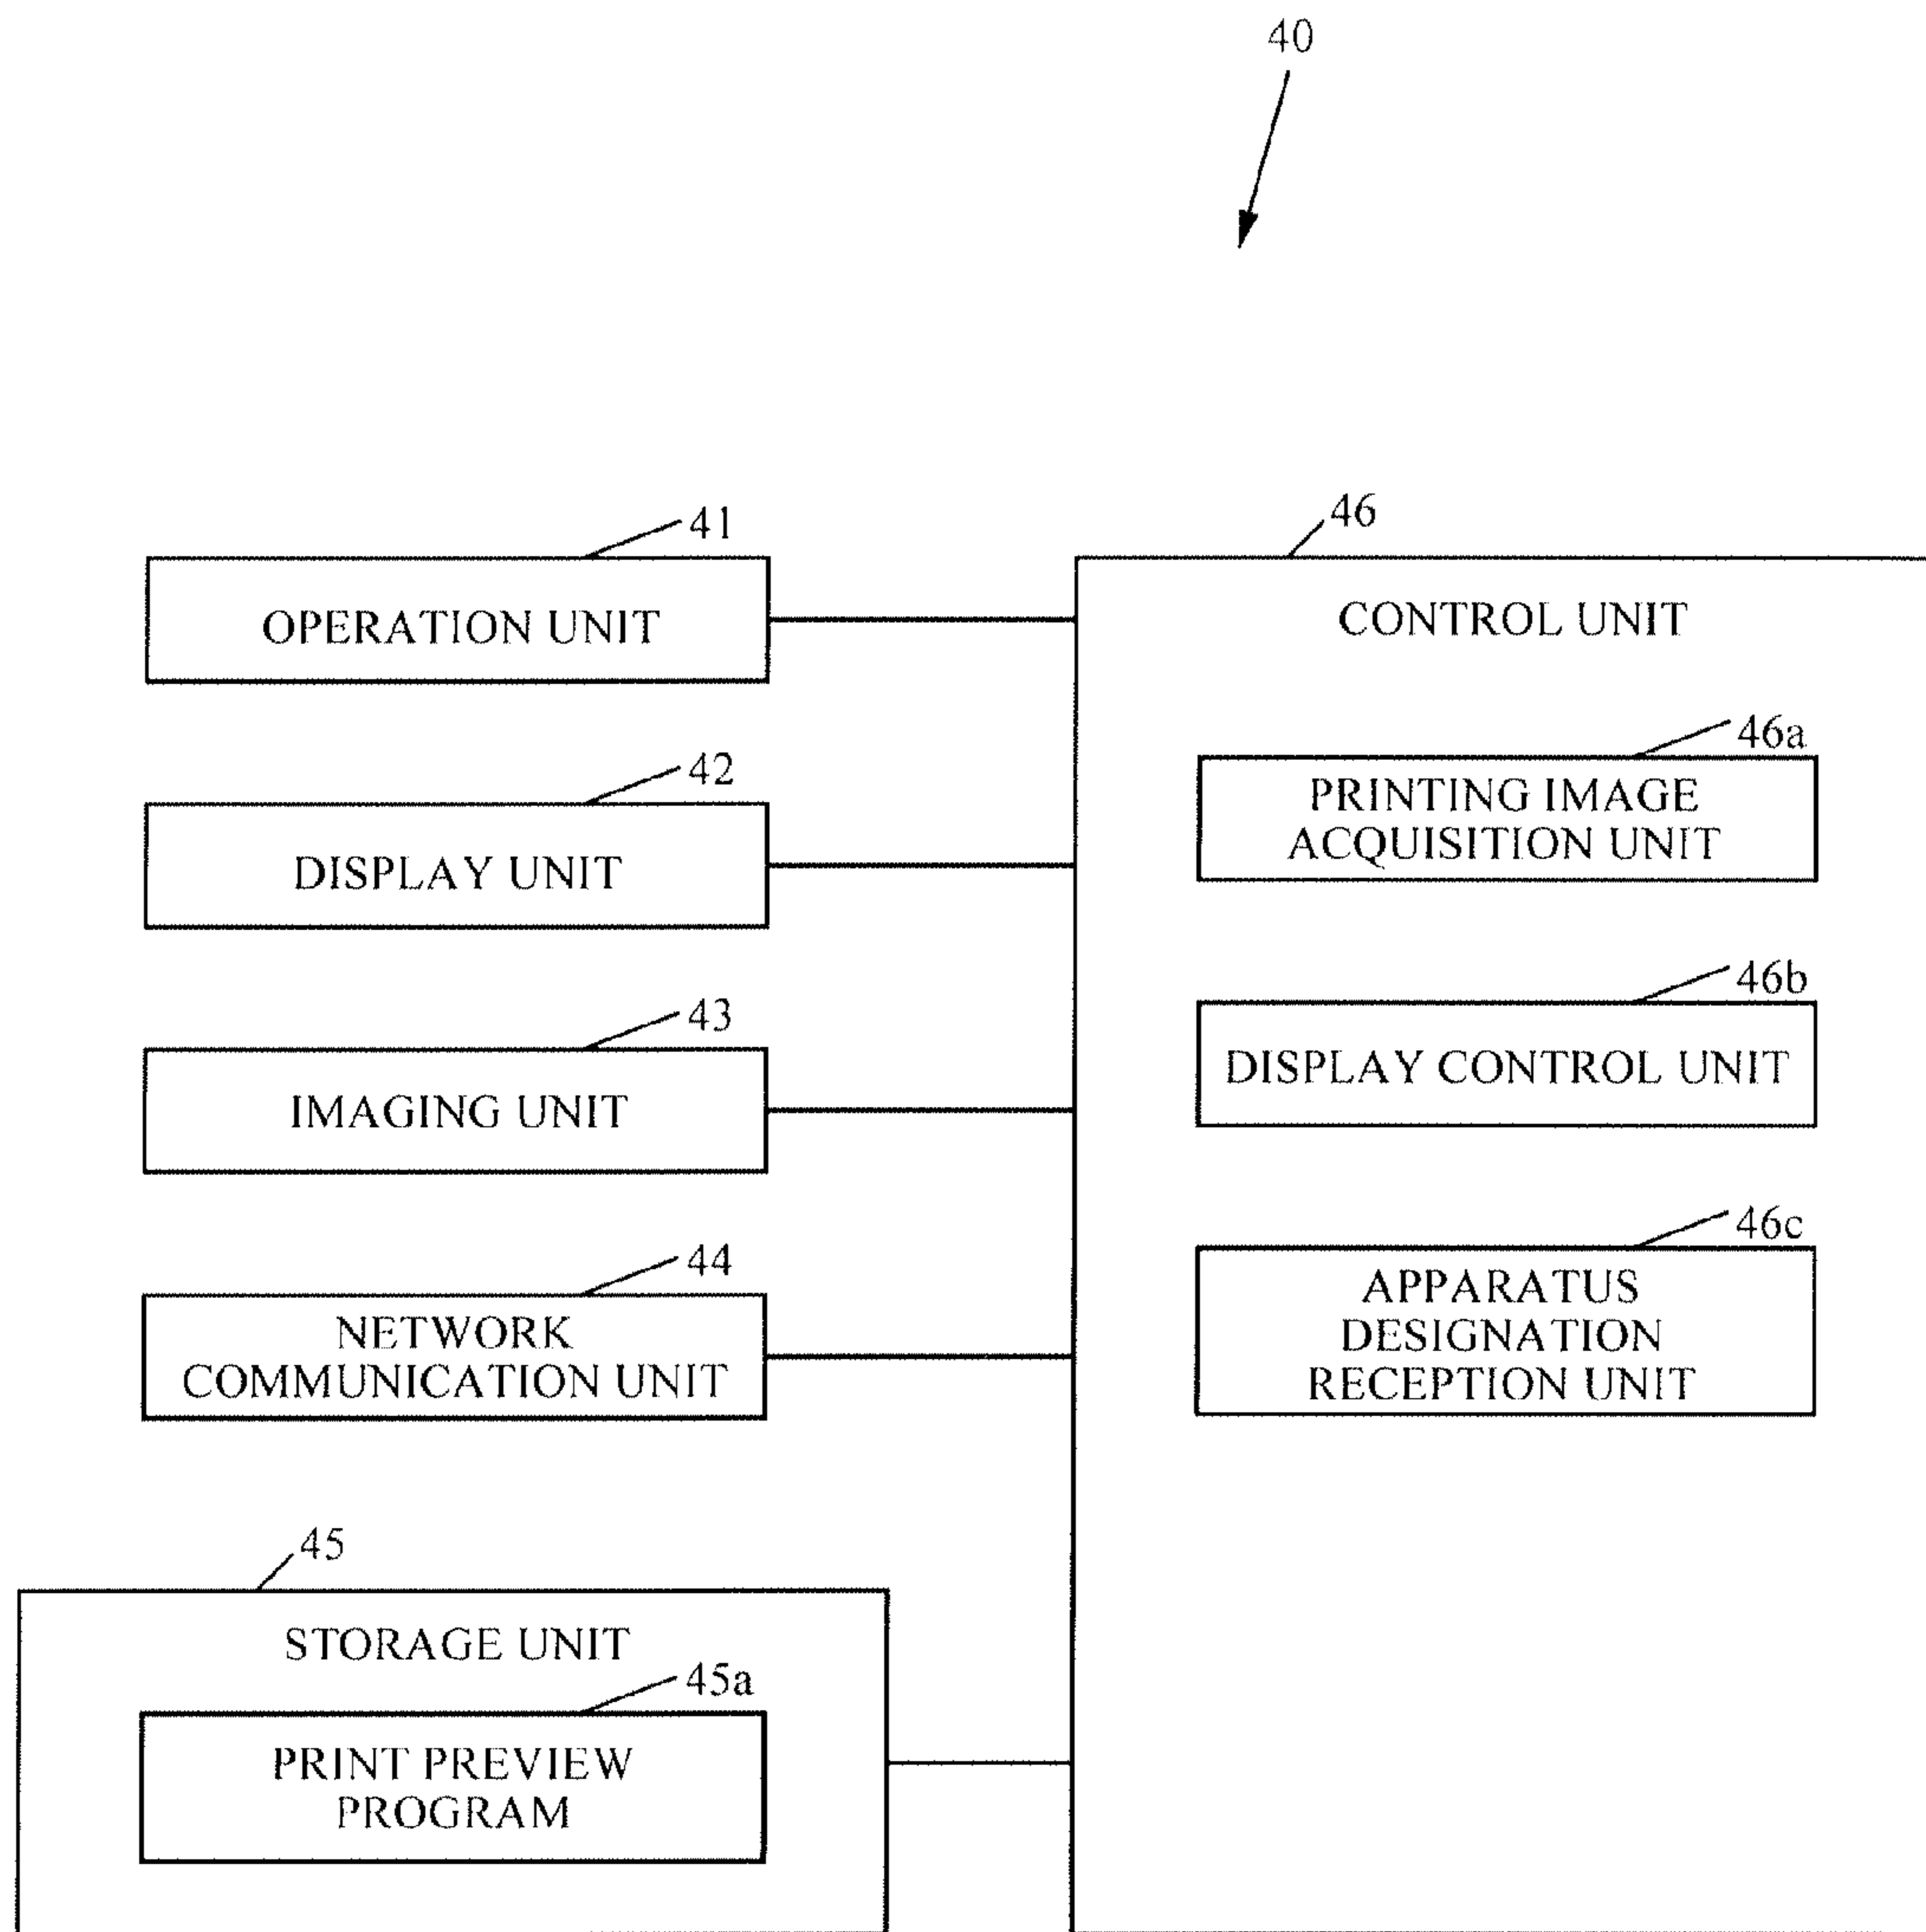 40
41
OPERATION UNIT
42
DISPLAY UNIT
43
IMAGING UNIT
44
NETWORK
COMMUNICATION UNIT
45
STORAGE UNIT
45a
PRINT PREVIEW
PROGRAM
46
CONTROL UNIT
46a
PRINTING IMAGE
ACQUISITION UNIT
46b
DISPLAY CONTROL UNIT
46c
APPARATUS
DESIGNATION
RECEPTION UNIT